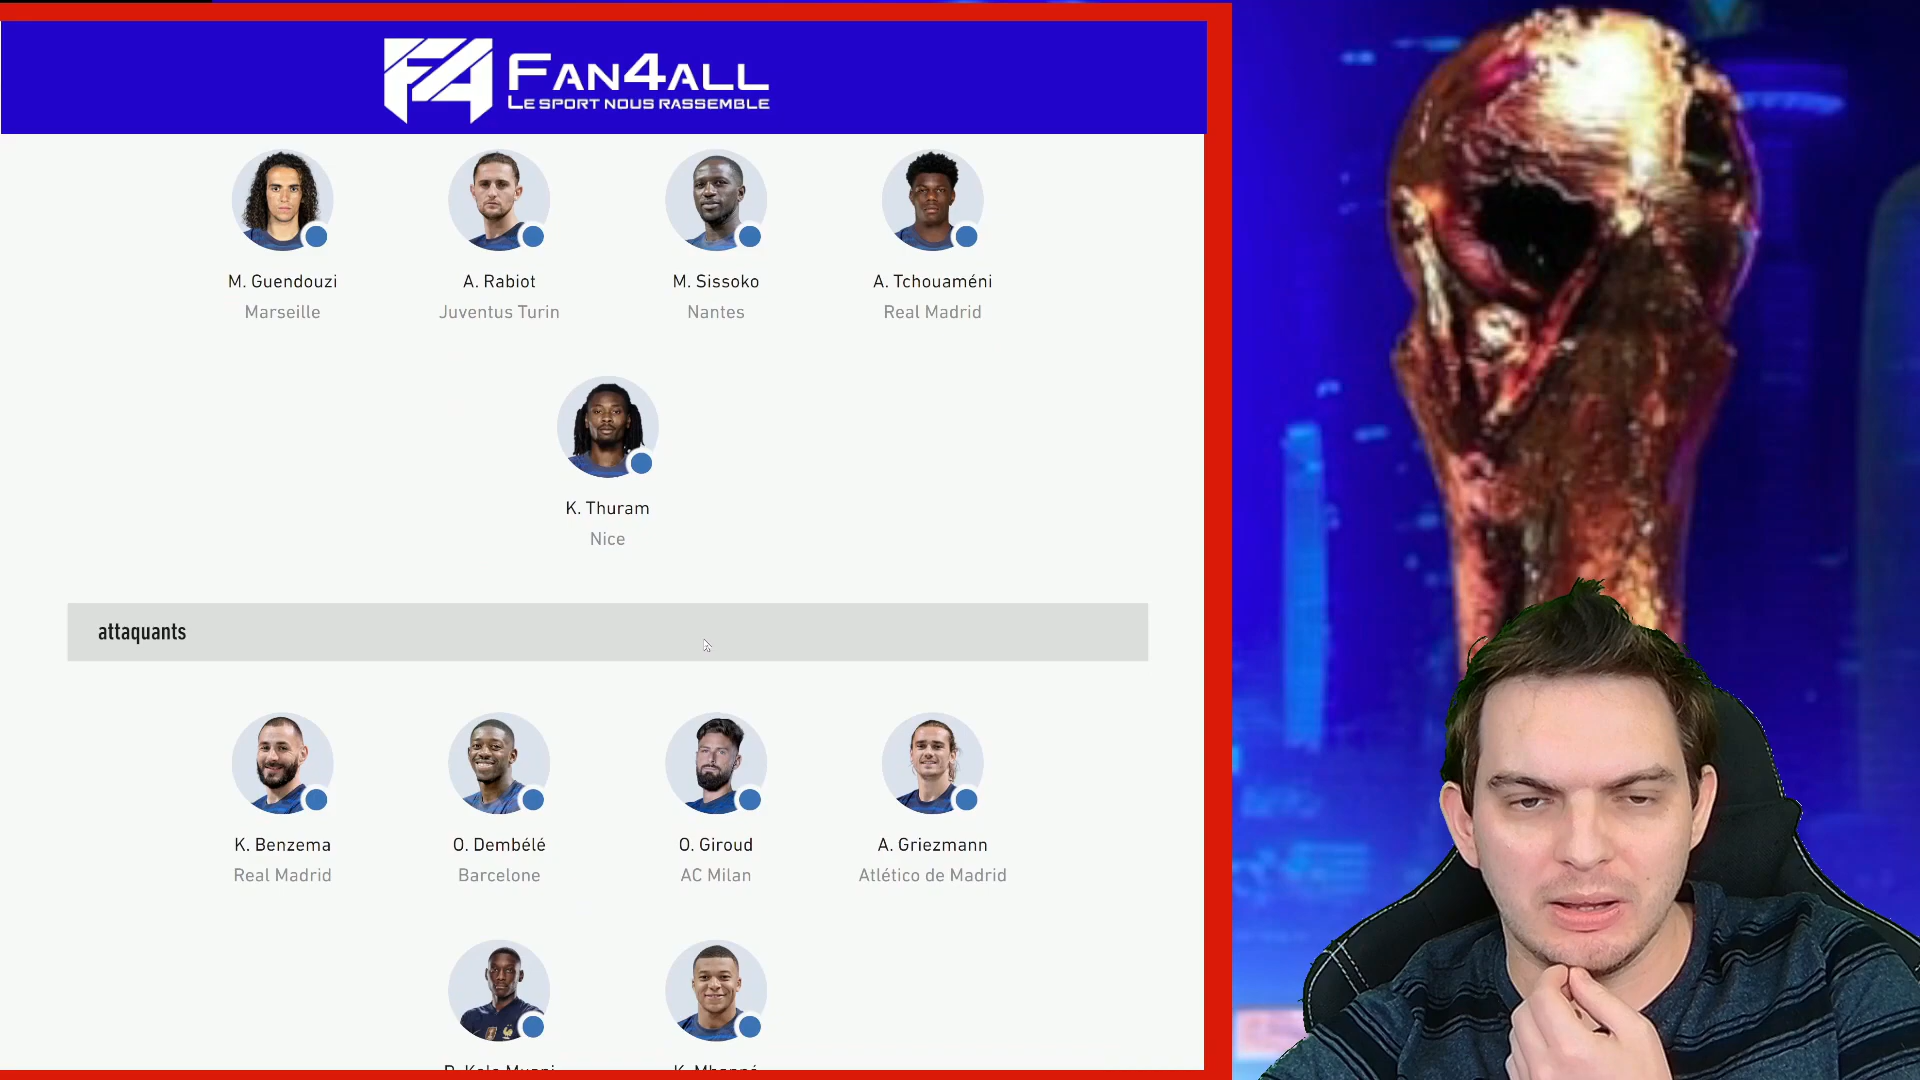 FAN4ALL
LE SPORT NOUS RASSEMBLE
M. Guendouzi
Marseille
A. Rabiot
Juventus Turin
M. Sissoko
Nantes
A. Tchouaméni
Real Madrid
K. Thuram
Nice
attaquants
K. Benzema
Real Madrid
O. Dembélé
Barcelone
O. Giroud
AC Milan
A. Griezmann
Atlético de Madrid